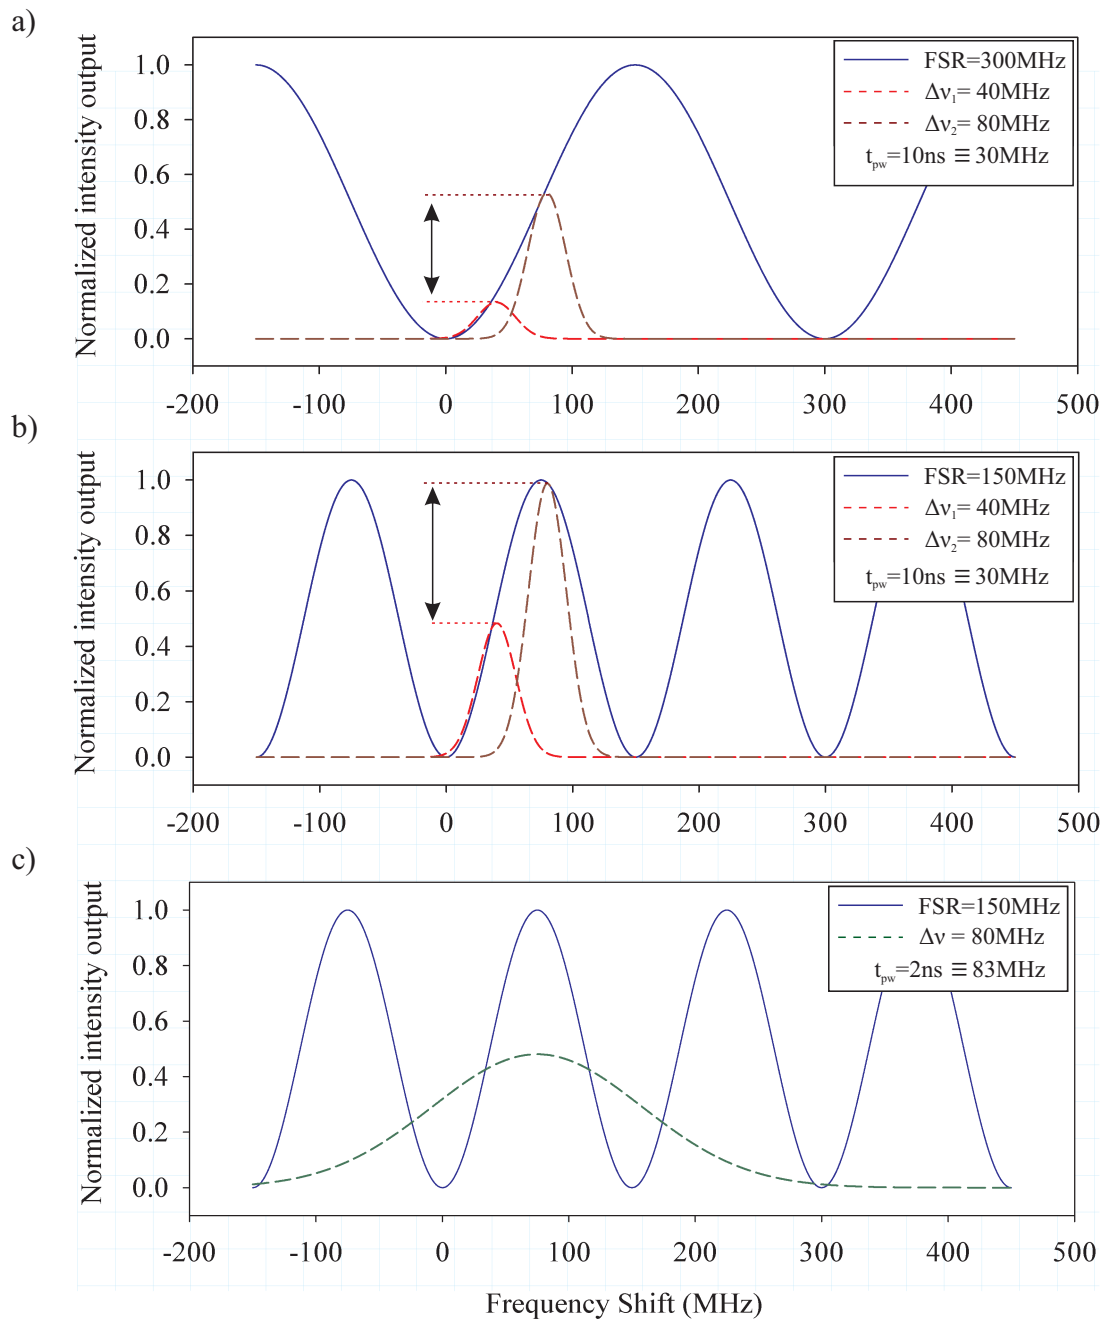 a)
Normalized intensity output
1.0
0.8
0.6
0.4
0.2
0.0
FSR=300MHz
Δν₁= 40MHz
Δν₂= 80MHz
tpw=10ns ≡ 30MHz
-200 -100 0 100 200 300 400 500
b)
Normalized intensity output
1.0
0.8
0.6
0.4
0.2
0.0
FSR=150MHz
Δν₁= 40MHz
Δν₂= 80MHz
tpw=10ns ≡ 30MHz
-200 -100 0 100 200 300 400 500
c)
Normalized intensity output
1.0
0.8
0.6
0.4
0.2
0.0
FSR=150MHz
Δν = 80MHz
tpw=2ns ≡ 83MHz
-200 -100 0 100 200 300 400 500
Frequency Shift (MHz)